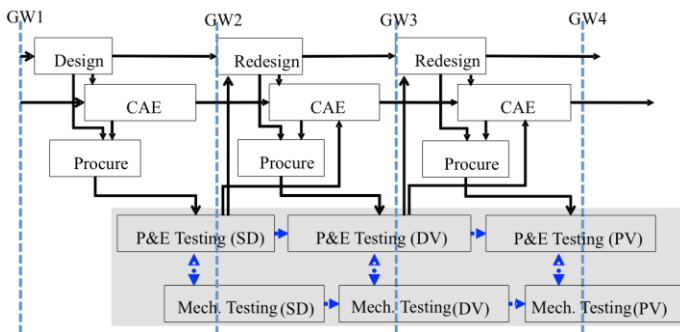 GW1
GW2
GW3
GW4
Design
Redesign
Redesign
CAE
CAE
CAE
Procure
Procure
Procure
P&E Testing (SD)
P&E Testing (DV)
P&E Testing (PV)
Mech. Testing (SD)
Mech. Testing (DV)
Mech. Testing (PV)